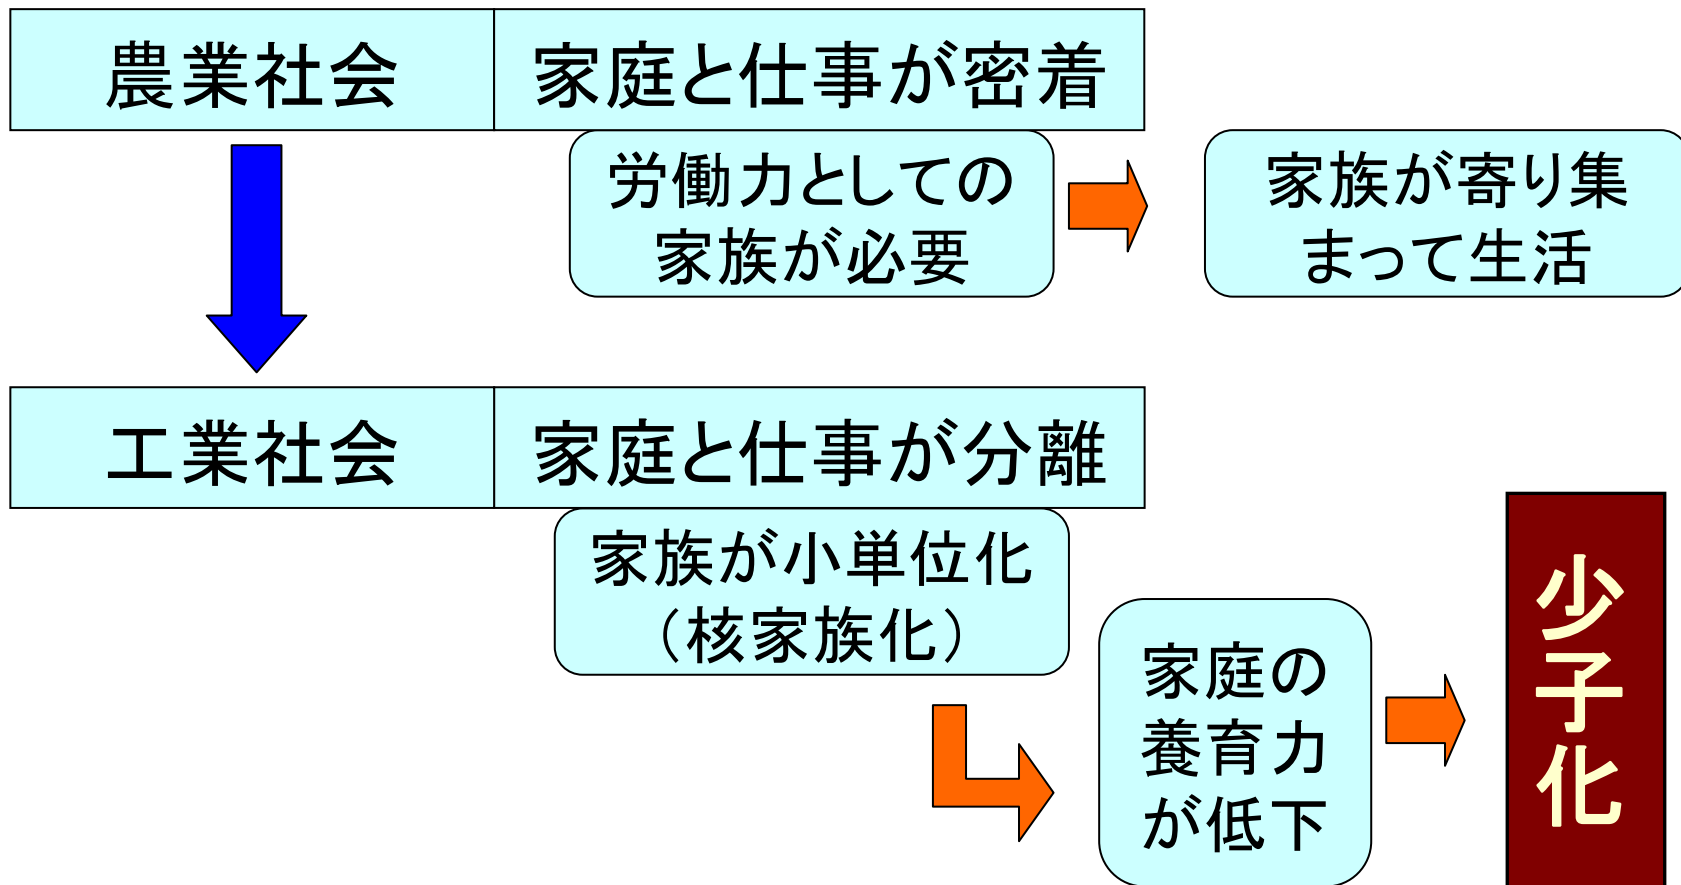 農業社会 家庭と仕事が密着
労働力としての
家族が必要
家族が寄り集
まって生活
工業社会 家庭と仕事が分離
家族が小単位化
（核家族化）
家庭の
養育力
が低下
少子化